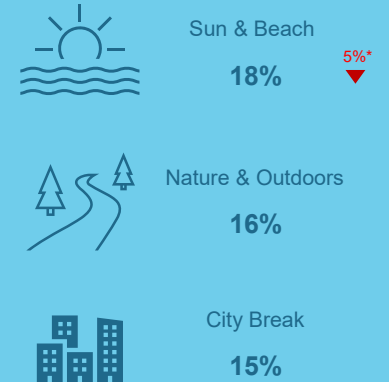 Sun & Beach
5%*
18%
Nature & Outdoors
16%
City Break
15%